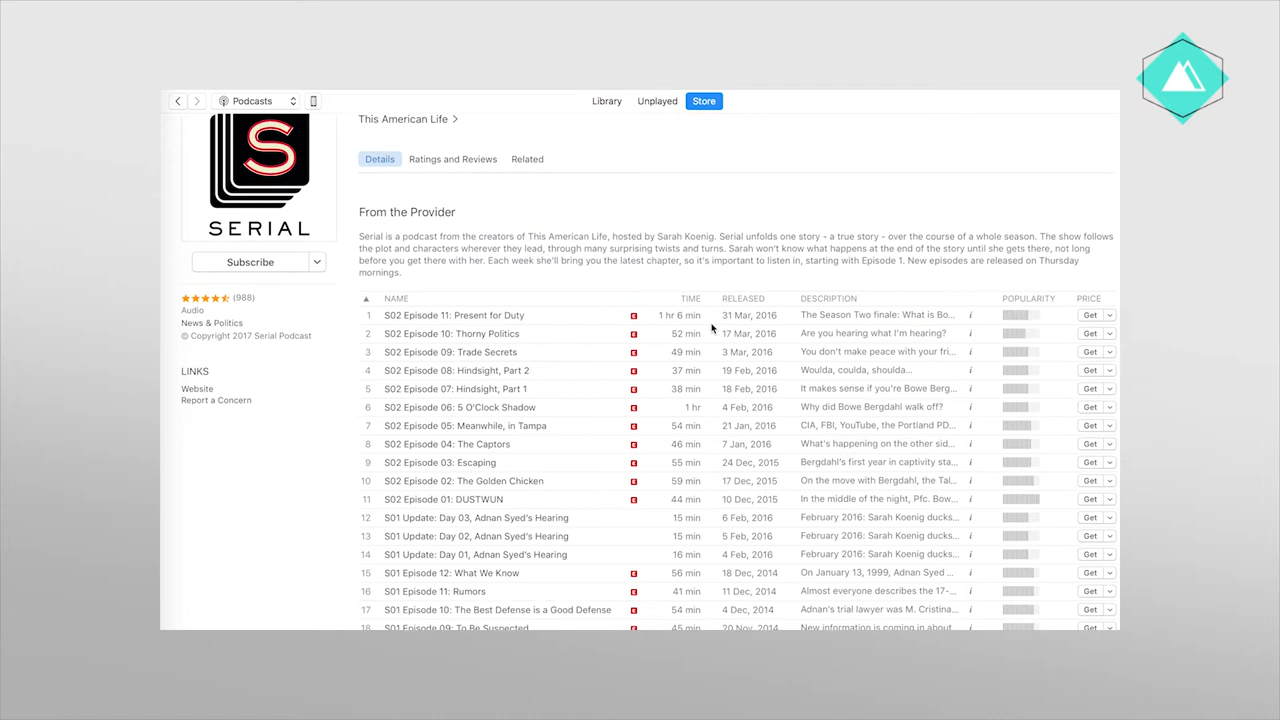 Podcasts
Library
Unplayed
Store
This American Life
S
SERIAL
Subscribe
(988)
Audio
News & Politics
© Copyright 2017 Serial Podcast
LINKS
Website
Report a Concern
Details
Ratings and Reviews
Related
From the Provider
Serial is a podcast from the creators of This American Life, hosted by Sarah Koenig. Serial unfolds one story - a true story - over the course of a whole season. The show follows
the plot and characters wherever they lead, through many surprising twists and turns. Sarah won't know what happens at the end of the story until she gets there, not long
before you get there with her. Each week she'll bring you the latest chapter, so it's important to listen in, starting with Episode 1. New episodes are released on Thursday
mornings.
NAME TIME RELEASED DESCRIPTION POPULARITY PRICE
1 S02 Episode 11: Present for Duty E 1 hr 6 min 31 Mar, 2016 The Season Two finale: What is Bo... i Get
2 S02 Episode 10: Thorny Politics E 52 min 17 Mar, 2016 Are you hearing what I'm hearing? i Get
3 S02 Episode 09: Trade Secrets E 49 min 3 Mar, 2016 You don't make peace with your fri... i Get
4 S02 Episode 08: Hindsight, Part 2 E 37 min 19 Feb, 2016 Woulda, coulda, shoulda... i Get
5 S02 Episode 07: Hindsight, Part 1 E 38 min 18 Feb, 2016 It makes sense if you're Bowe Berg... i Get
6 S02 Episode 06: 5 O'Clock Shadow E 1 hr 4 Feb, 2016 Why did Bowe Bergdahl walk off? i Get
7 S02 Episode 05: Meanwhile, in Tampa E 54 min 21 Jan, 2016 CIA, FBI, YouTube, the Portland PD... i Get
8 S02 Episode 04: The Captors E 46 min 7 Jan, 2016 What's happening on the other sid... i Get
9 S02 Episode 03: Escaping E 55 min 24 Dec, 2015 Bergdahl's first year in captivity sta... i Get
10 S02 Episode 02: The Golden Chicken E 59 min 17 Dec, 2015 On the move with Bergdahl, the Tal... i Get
11 S02 Episode 01: DUSTWUN E 44 min 10 Dec, 2015 In the middle of the night, Pfc. Bow... i Get
12 S01 Update: Day 03, Adnan Syed's Hearing 15 min 6 Feb, 2016 February 2016: Sarah Koenig ducks... i Get
13 S01 Update: Day 02, Adnan Syed's Hearing 15 min 5 Feb, 2016 February 2016: Sarah Koenig ducks... i Get
14 S01 Update: Day 01, Adnan Syed's Hearing 16 min 4 Feb, 2016 February 2016: Sarah Koenig ducks... i Get
15 S01 Episode 12: What We Know E 56 min 18 Dec, 2014 On January 13, 1999, Adnan Syed ... i Get
16 S01 Episode 11: Rumors E 41 min 11 Dec, 2014 Almost everyone describes the 17-... i Get
17 S01 Episode 10: The Best Defense is a Good Defense E 54 min 4 Dec, 2014 Adnan's trial lawyer was M. Cristina... i Get
18 S01 Episode 09: To Be Suspected E 45 min 20 Nov, 2014 New information is coming in about i Get